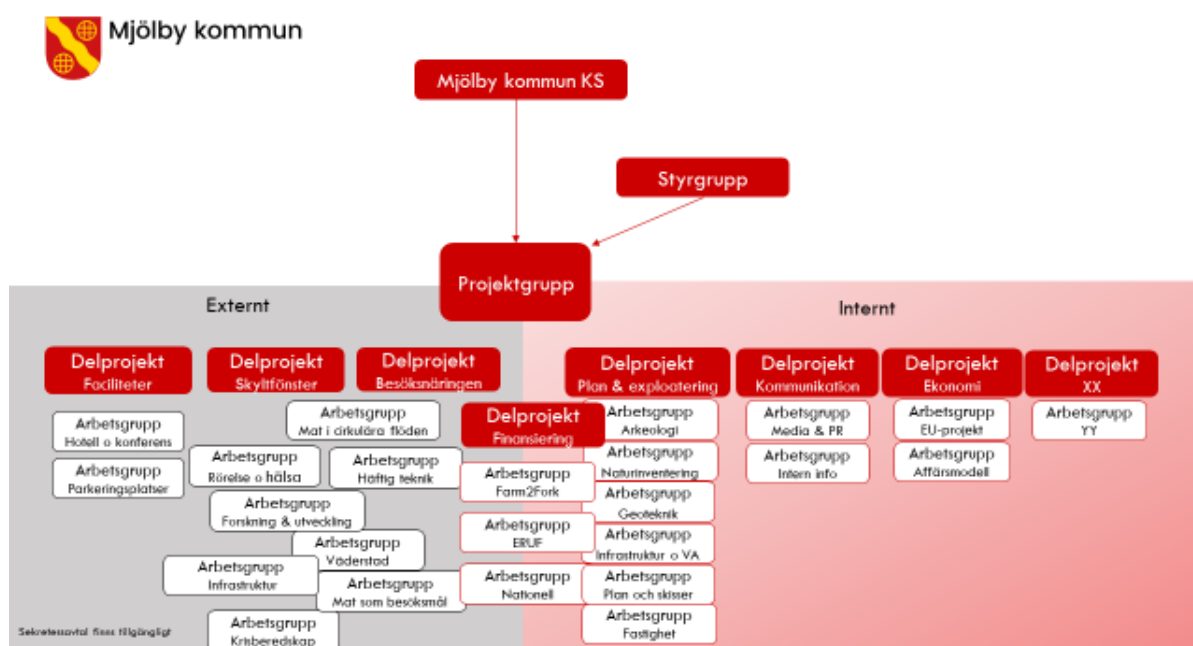 Mjölby kommun
Mjölby kommun KS
Styrgrupp
Projektgrupp
Externt
Internt
Delprojekt
Faciliteter
Delprojekt
Skyltfönster
Delprojekt
Besöksnäringen
Delprojekt
Finansiering
Delprojekt
Plan & exploatering
Delprojekt
Kommunikation
Delprojekt
Ekonomi
Delprojekt
XX
Arbetsgrupp
Hotell o konferens
Arbetsgrupp
Parkeringsplatser
Arbetsgrupp
Mat i cirkulära flöden
Arbetsgrupp
Rörelse o hälsa
Arbetsgrupp
Häftig teknik
Arbetsgrupp
Forskning & utveckling
Arbetsgrupp
Väderstad
Arbetsgrupp
Infrastruktur
Arbetsgrupp
Mat som besöksmål
Arbetsgrupp
Krisberedskap
Arbetsgrupp
Farm2Fork
Arbetsgrupp
ERUF
Arbetsgrupp
Nationell
Arbetsgrupp
Arkeologi
Arbetsgrupp
Naturinventering
Arbetsgrupp
Geoteknik
Arbetsgrupp
Infrastruktur o VA
Arbetsgrupp
Plan och skisser
Arbetsgrupp
Fastighet
Arbetsgrupp
Media & PR
Arbetsgrupp
Intern info
Arbetsgrupp
EU-projekt
Arbetsgrupp
Affärsmodell
Arbetsgrupp
YY
Sekretessavtal finns tillgängligt